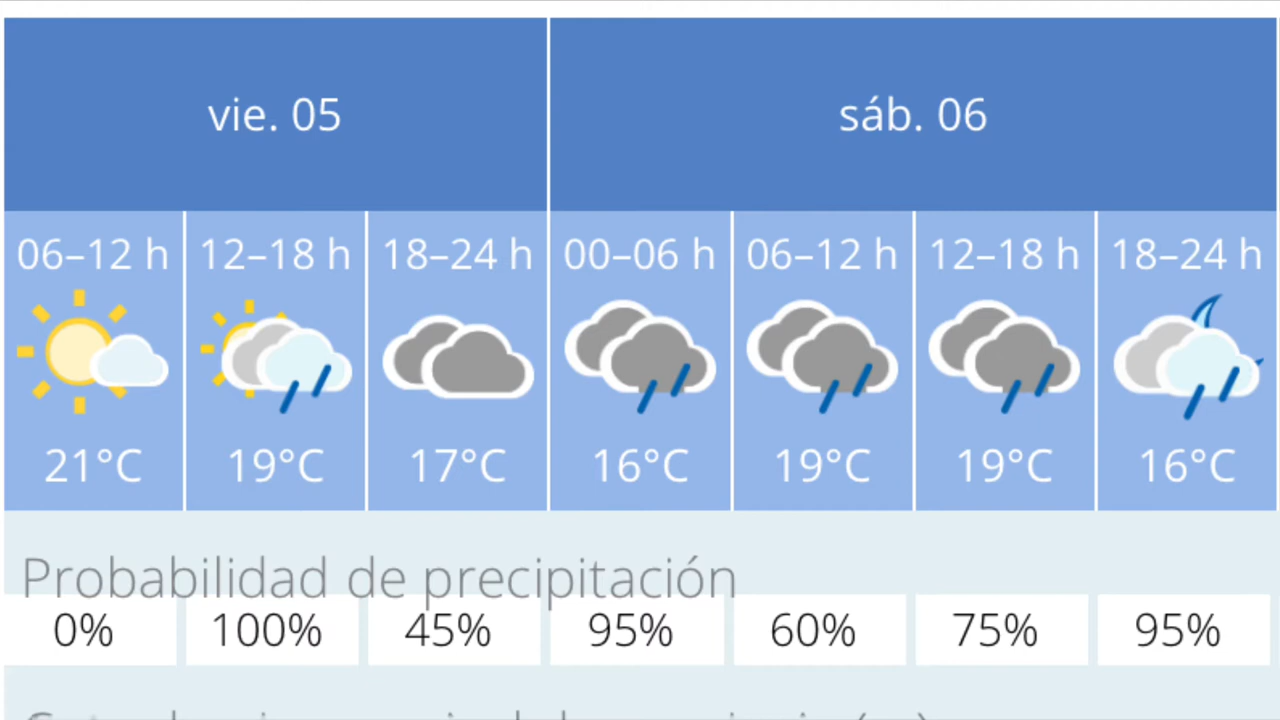 vie. 05 sáb. 06
06–12 h 12–18 h 18–24 h 00–06 h 06–12 h 12–18 h 18–24 h
21°C 19°C 17°C 16°C 19°C 19°C 16°C
Probabilidad de precipitación
0% 100% 45% 95% 60% 75% 95%